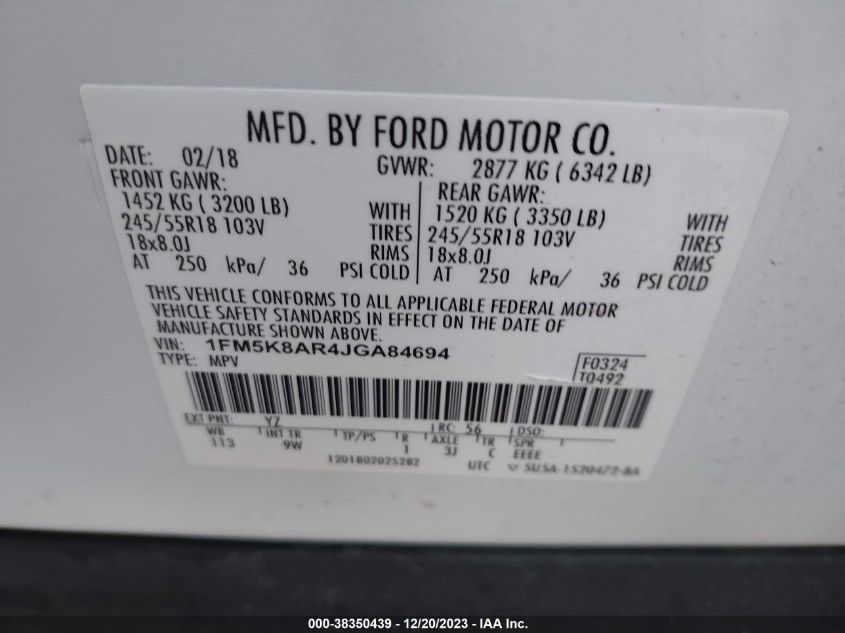 MFD. BY FORD MOTOR CO.
DATE: 02/18 GVWR: 2877 KG ( 6342 LB)
FRONT GAWR: REAR GAWR:
1452 KG ( 3200 LB) WITH 1520 KG ( 3350 LB) WITH
245/55R18 103V TIRES 245/55R18 103V TIRES
18x8.0J RIMS 18x8.0J RIMS
AT 250 kPa/ 36 PSI COLD AT 250 kPa/ 36 PSI COLD
THIS VEHICLE CONFORMS TO ALL APPLICABLE FEDERAL MOTOR
VEHICLE SAFETY STANDARDS IN EFFECT ON THE DATE OF
MANUFACTURE SHOWN ABOVE.
VIN: 1FM5K8AR4JGA84694
TYPE: MPV
F0324
T0492
EXT PNT: YZ RC: 56 DSO:
WB INT TR TP/PS R AXLE TR SPR
113 9W 1 3J C EEEE
1201802025282 UTC 5U5A-1520472-BA
000-38350439 - 12/20/2023 - IAA Inc.